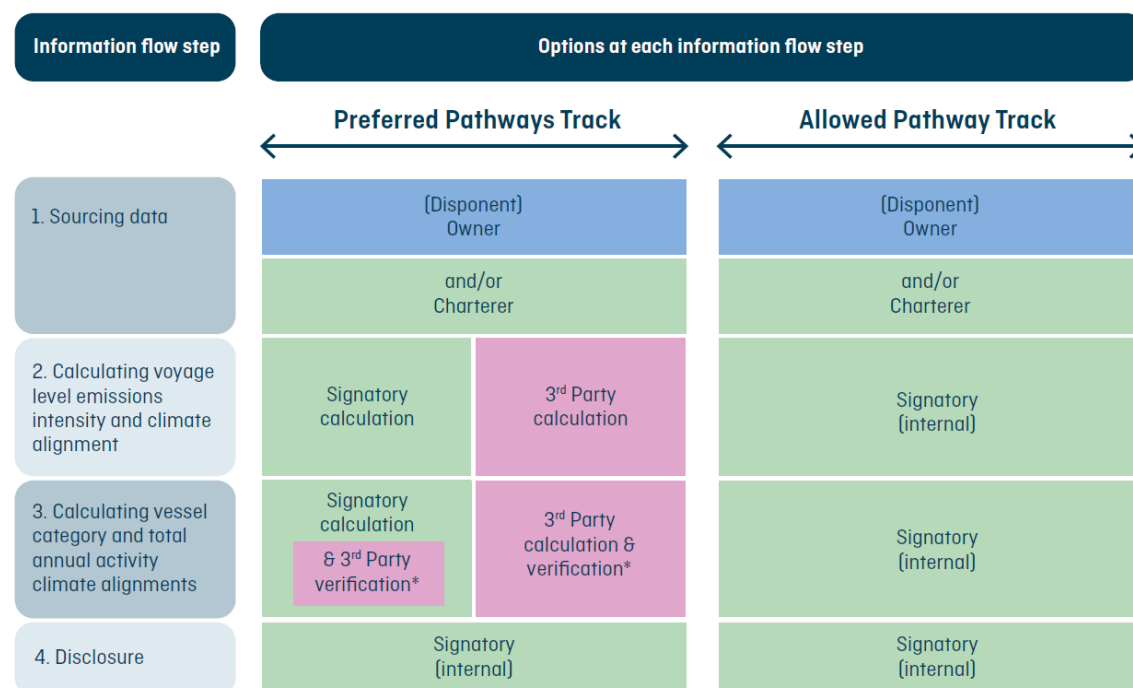 Information flow step
Options at each information flow step
Preferred Pathways Track
Allowed Pathway Track
1. Sourcing data
(Disponent)
Owner
(Disponent)
Owner
and/or
Charterer
and/or
Charterer
2. Calculating voyage
level emissions
intensity and climate
alignment
Signatory
calculation
3rd Party
calculation
Signatory
(internal)
3. Calculating vessel
category and total
annual activity
climate alignments
Signatory
calculation
& 3rd Party
verification*
3rd Party
calculation &
verification*
Signatory
(internal)
4. Disclosure
Signatory
(internal)
Signatory
(internal)